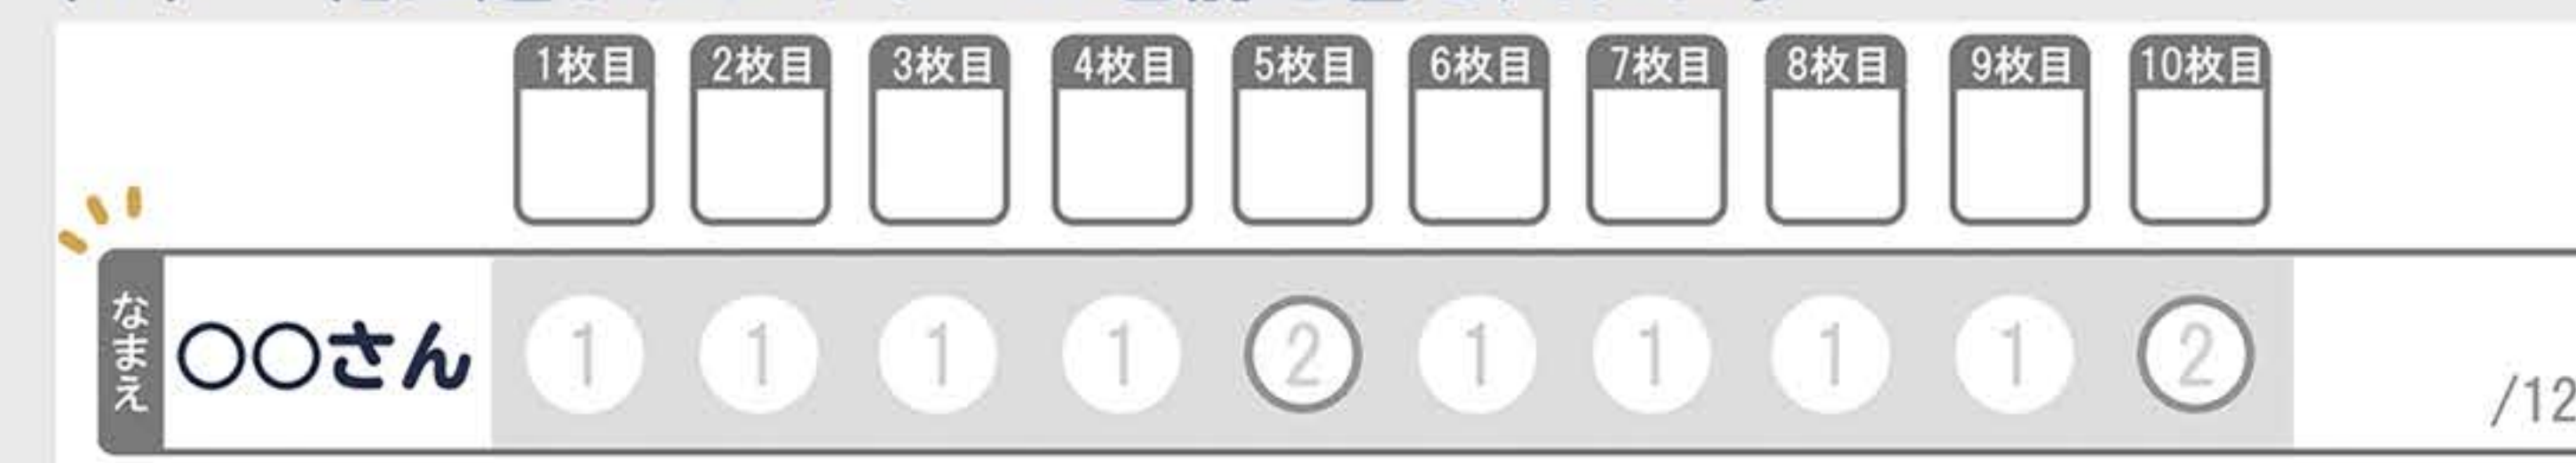 1枚目 2枚目 3枚目 4枚目 5枚目 6枚目 7枚目 8枚目 9枚目 10枚目
なまえ
○○さん 1 1 1 1 2 1 1 1 1 2 /12